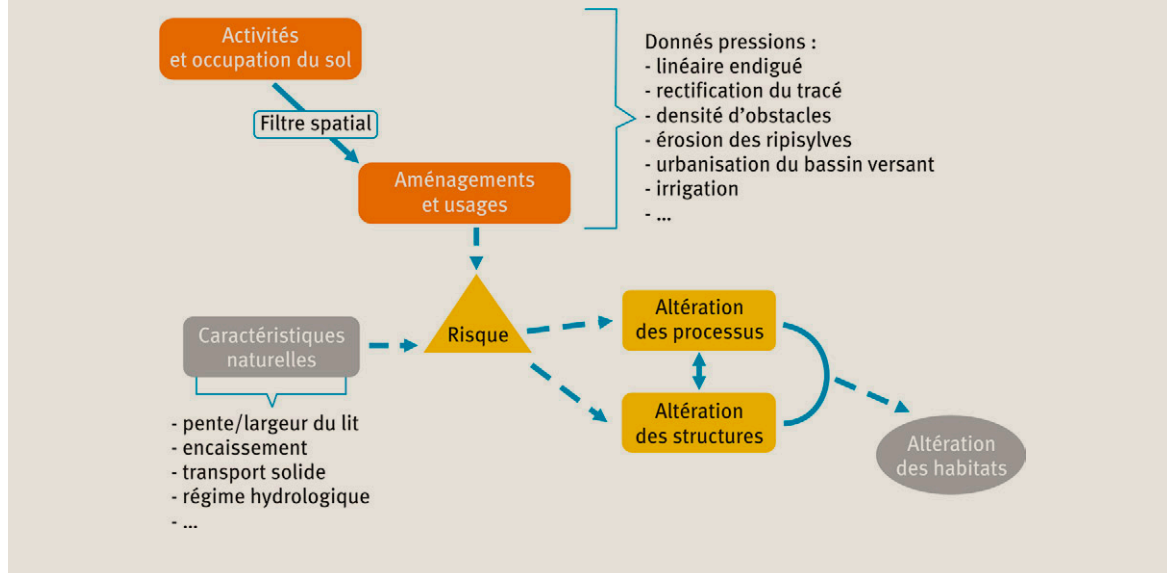 Activités
et occupation du sol
Filtre spatial
Aménagements
et usages
Donnés pressions :
- linéaire endigué
- rectification du tracé
- densité d'obstacles
- érosion des ripisylves
- urbanisation du bassin versant
- irrigation
- ...
Caractéristiques
naturelles
- pente/largeur du lit
- encaissement
- transport solide
- régime hydrologique
- ...
Risque
Altération
des processus
Altération
des structures
Altération
des habitats